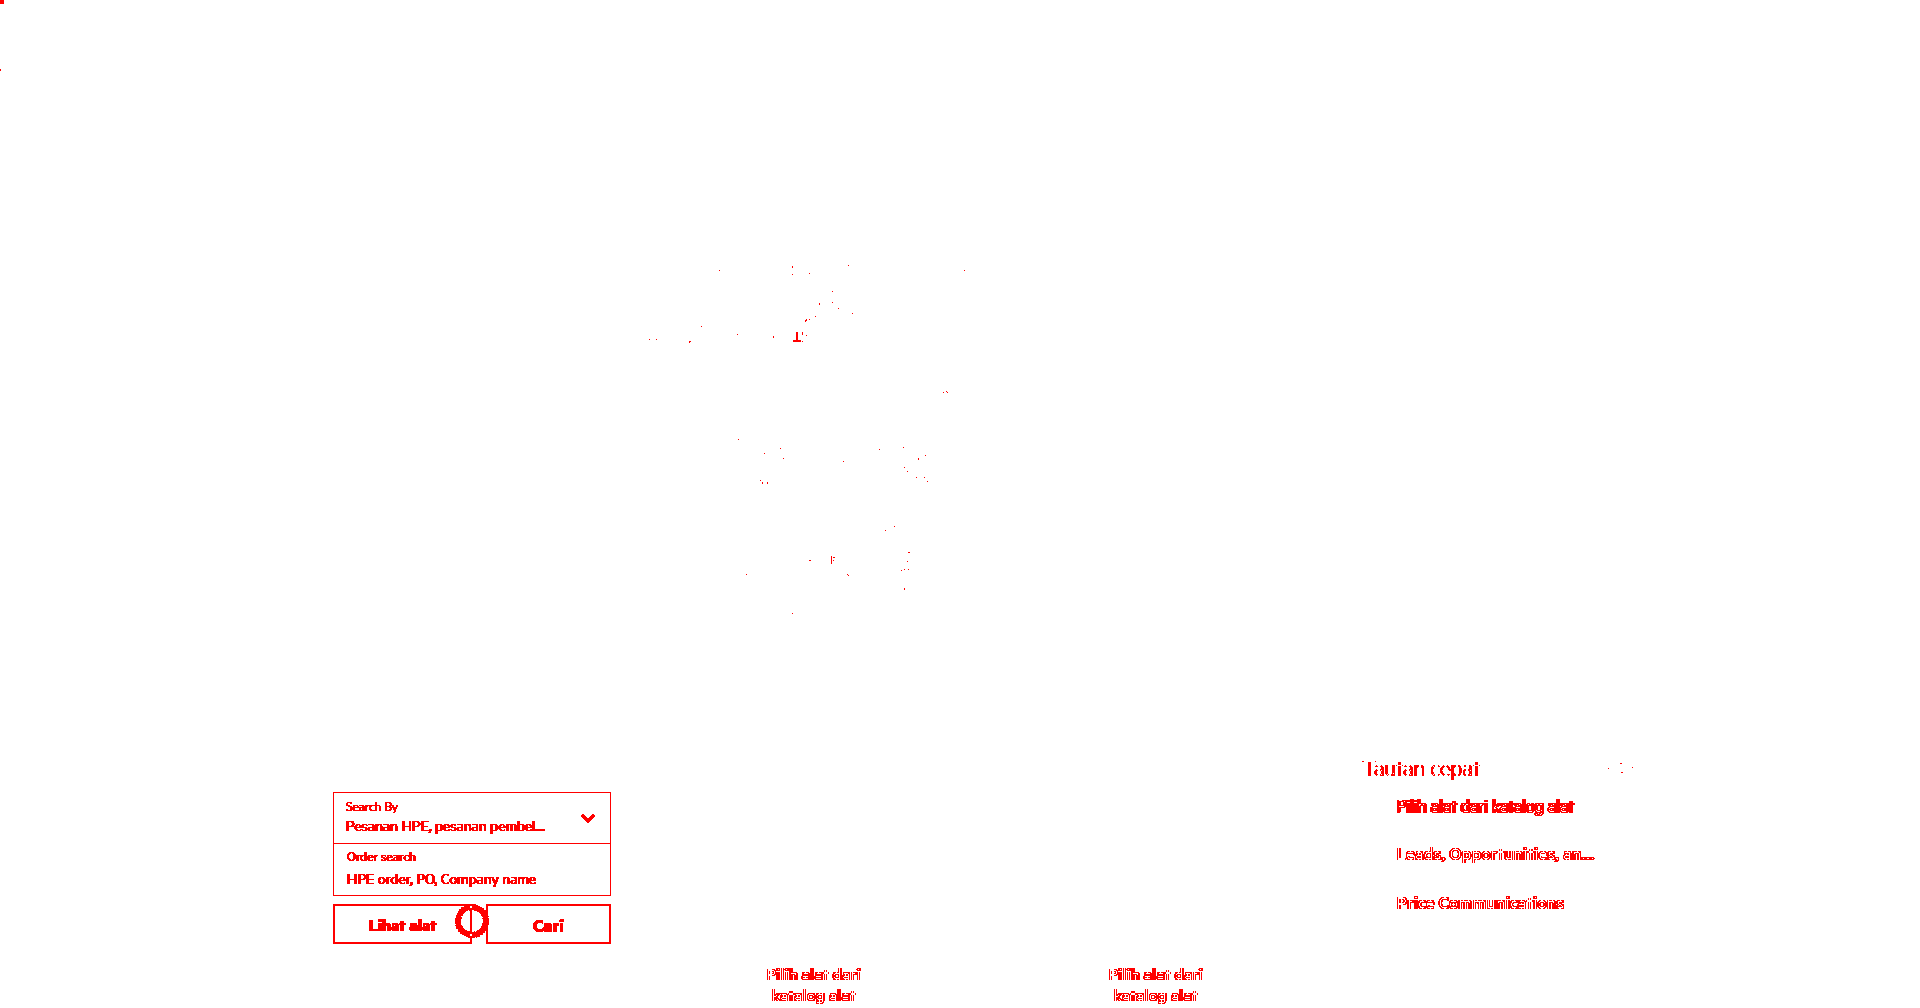 Tautan cepat
Search By
Pesanan HPE, pesanan pembel...
Pilih alat dari katalog alat
Order search
Leads, Opportunities, an...
HPE order, PO, Company name
Price Communications
Lihat alat
Cari
Pilih alat dari
katalog alat
Pilih alat dari
katalog alat